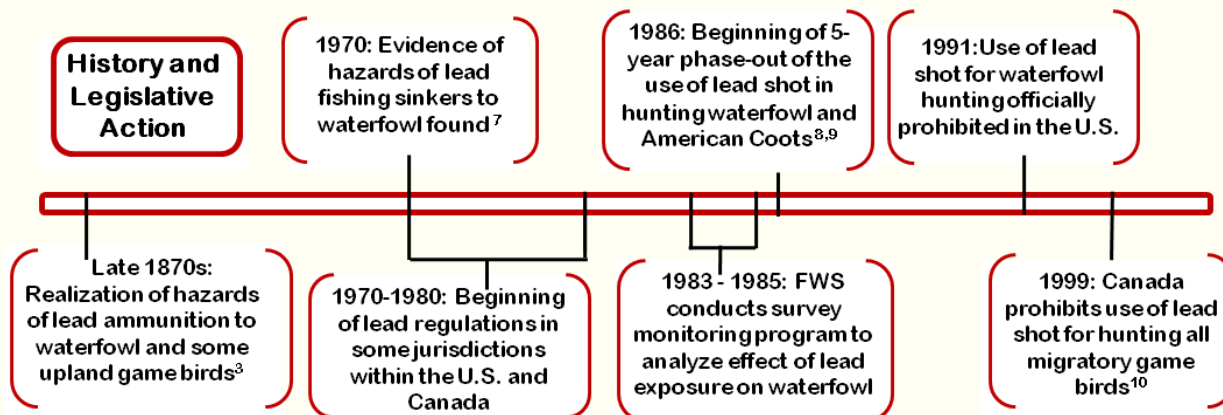 History and
Legislative
Action
1970: Evidence of
hazards of lead
fishing sinkers to
waterfowl found⁷
1986: Beginning of 5-
year phase-out of the
use of lead shot in
hunting waterfowl and
American Coots⁸,⁹
1991:Use of lead
shot for waterfowl
hunting officially
prohibited in the U.S.
Late 1870s:
Realization of hazards
of lead ammunition to
waterfowl and some
upland game birds³
1970-1980: Beginning
of lead regulations in
some jurisdictions
within the U.S. and
Canada
1983 - 1985: FWS
conducts survey
monitoring program to
analyze effect of lead
exposure on waterfowl
1999: Canada
prohibits use of lead
shot for hunting all
migratory game
birds¹⁰